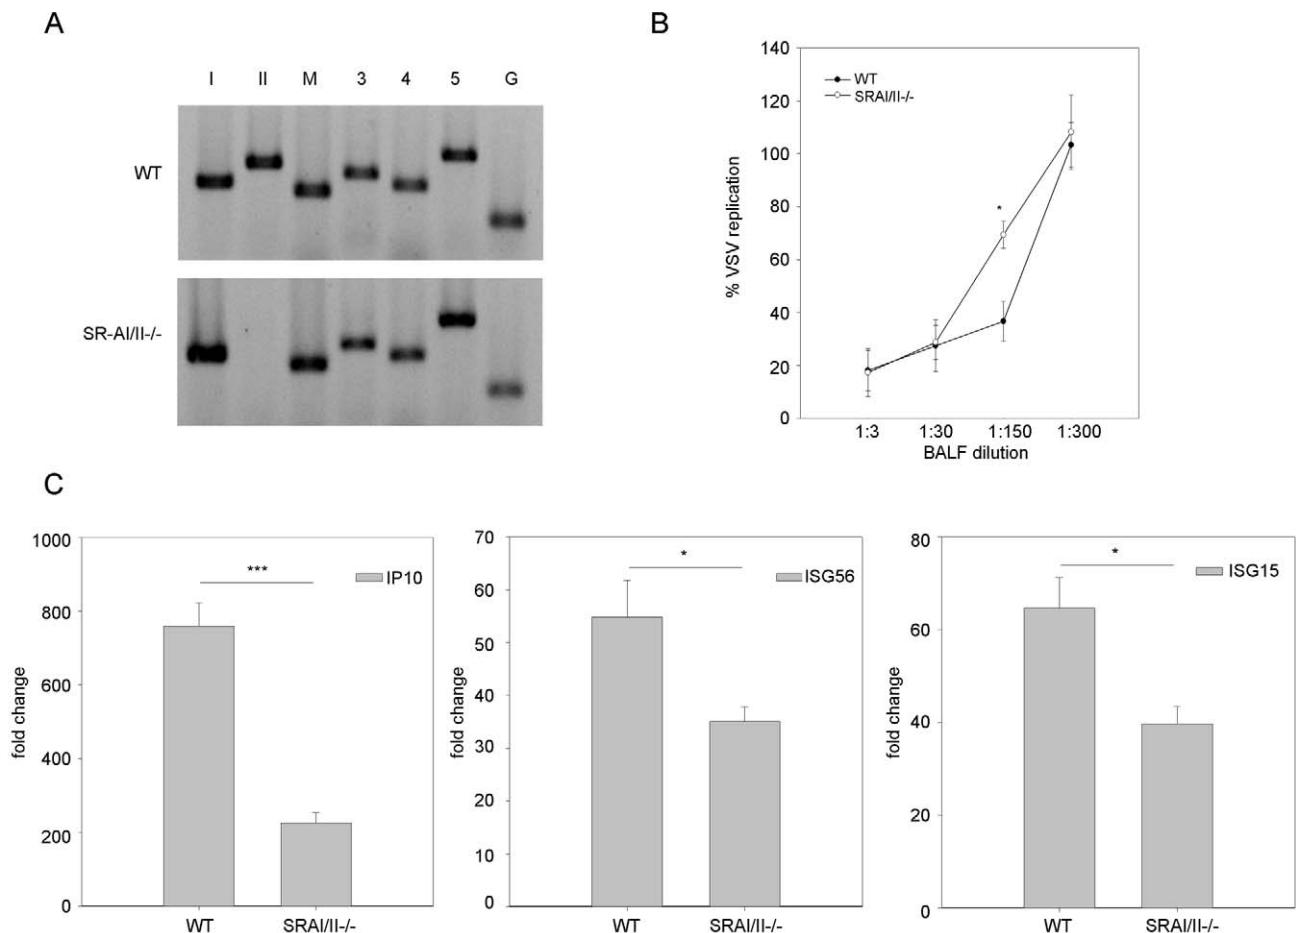 A
I II M 3 4 5 G
WT
SR-AI/II-/-
B
% VSV replication
140
120
100
80
60
40
20
0
WT
SRAI/II-/-
*
1:3 1:30 1:150 1:300
BALF dilution
C
fold change
1000
800
600
400
200
0
***
IP10
WT SRAI/II-/-
fold change
70
60
50
40
30
20
10
0
*
ISG56
WT SRAI/II-/-
fold change
80
60
40
20
0
*
ISG15
WT SRAI/II-/-